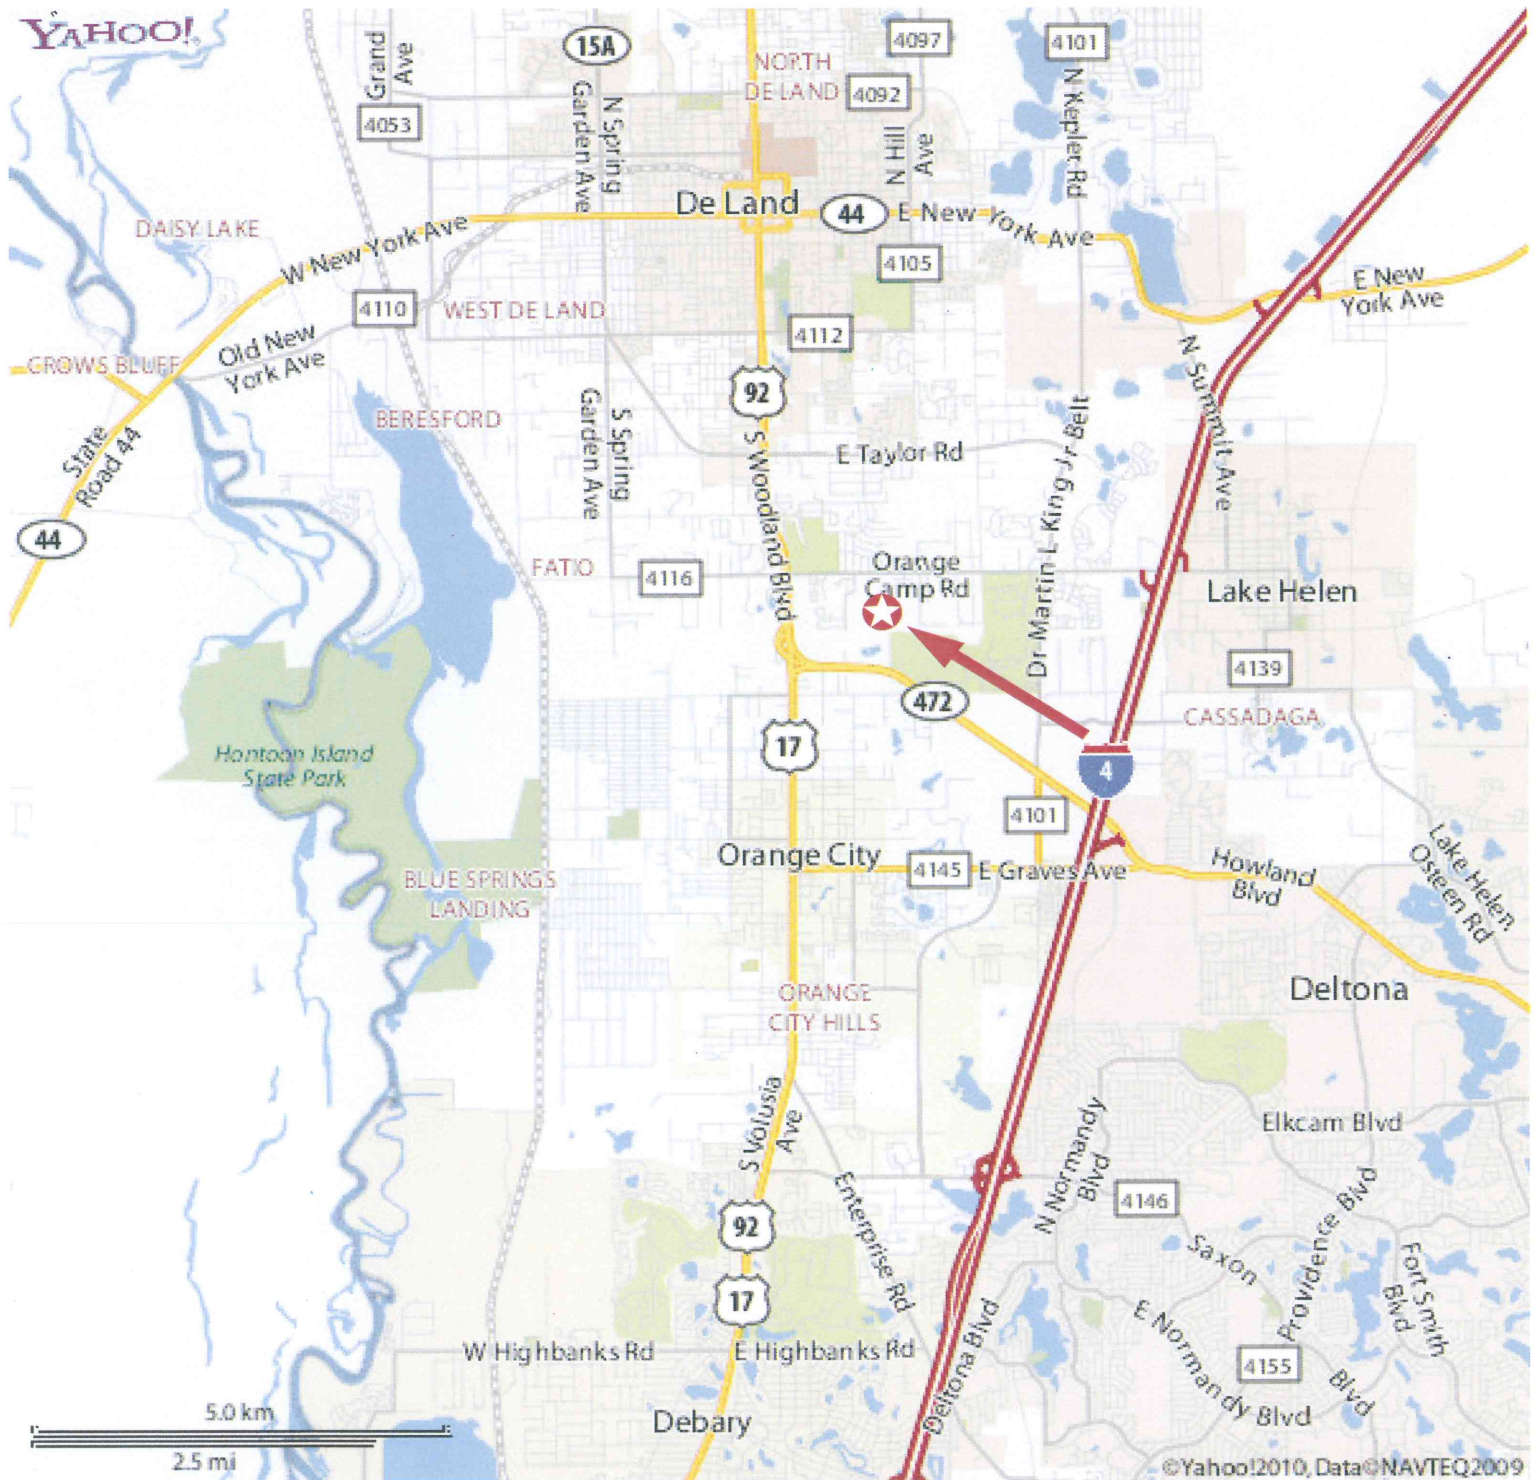 YAHOO!
Grand
Ave
15A
4097
4101
NORTH
DE LAND
4092
4053
N Spring
Garden Ave
N Hill
Ave
N Kepler Rd
De Land
44
E New York Ave
DAISY LAKE
W New York Ave
4105
E New
York Ave
4110
WEST DE LAND
4112
Old New
York Ave
CROWS BLUFF
N Summit Ave
92
BERESFORD
S Spring
Garden Ave
S Woodland Blvd
E Taylor Rd
Dr Martin L King Jr Belt
State
Road 44
44
FATIO
4116
Orange
Camp Rd
Lake Helen
4139
472
CASSADAGA
17
Hontoon Island
State Park
4
4101
Orange City
4145
E Graves Ave
Howland
Blvd
Lake Helen
Osteen Rd
BLUE SPRINGS
LANDING
Deltona
ORANGE
CITY HILLS
S Volusia
Ave
N Normandy
Blvd
Elkcam Blvd
Enterprise Rd
4146
92
Saxon
Blvd
Providence Blvd
Fort Smith
Blvd
17
W Highbanks Rd
E Highbanks Rd
Deltona Blvd
E Normandy Blvd
4155
Debary
5.0 km
2.5 mi
©Yahoo!2010, Data©NAVTEQ2009